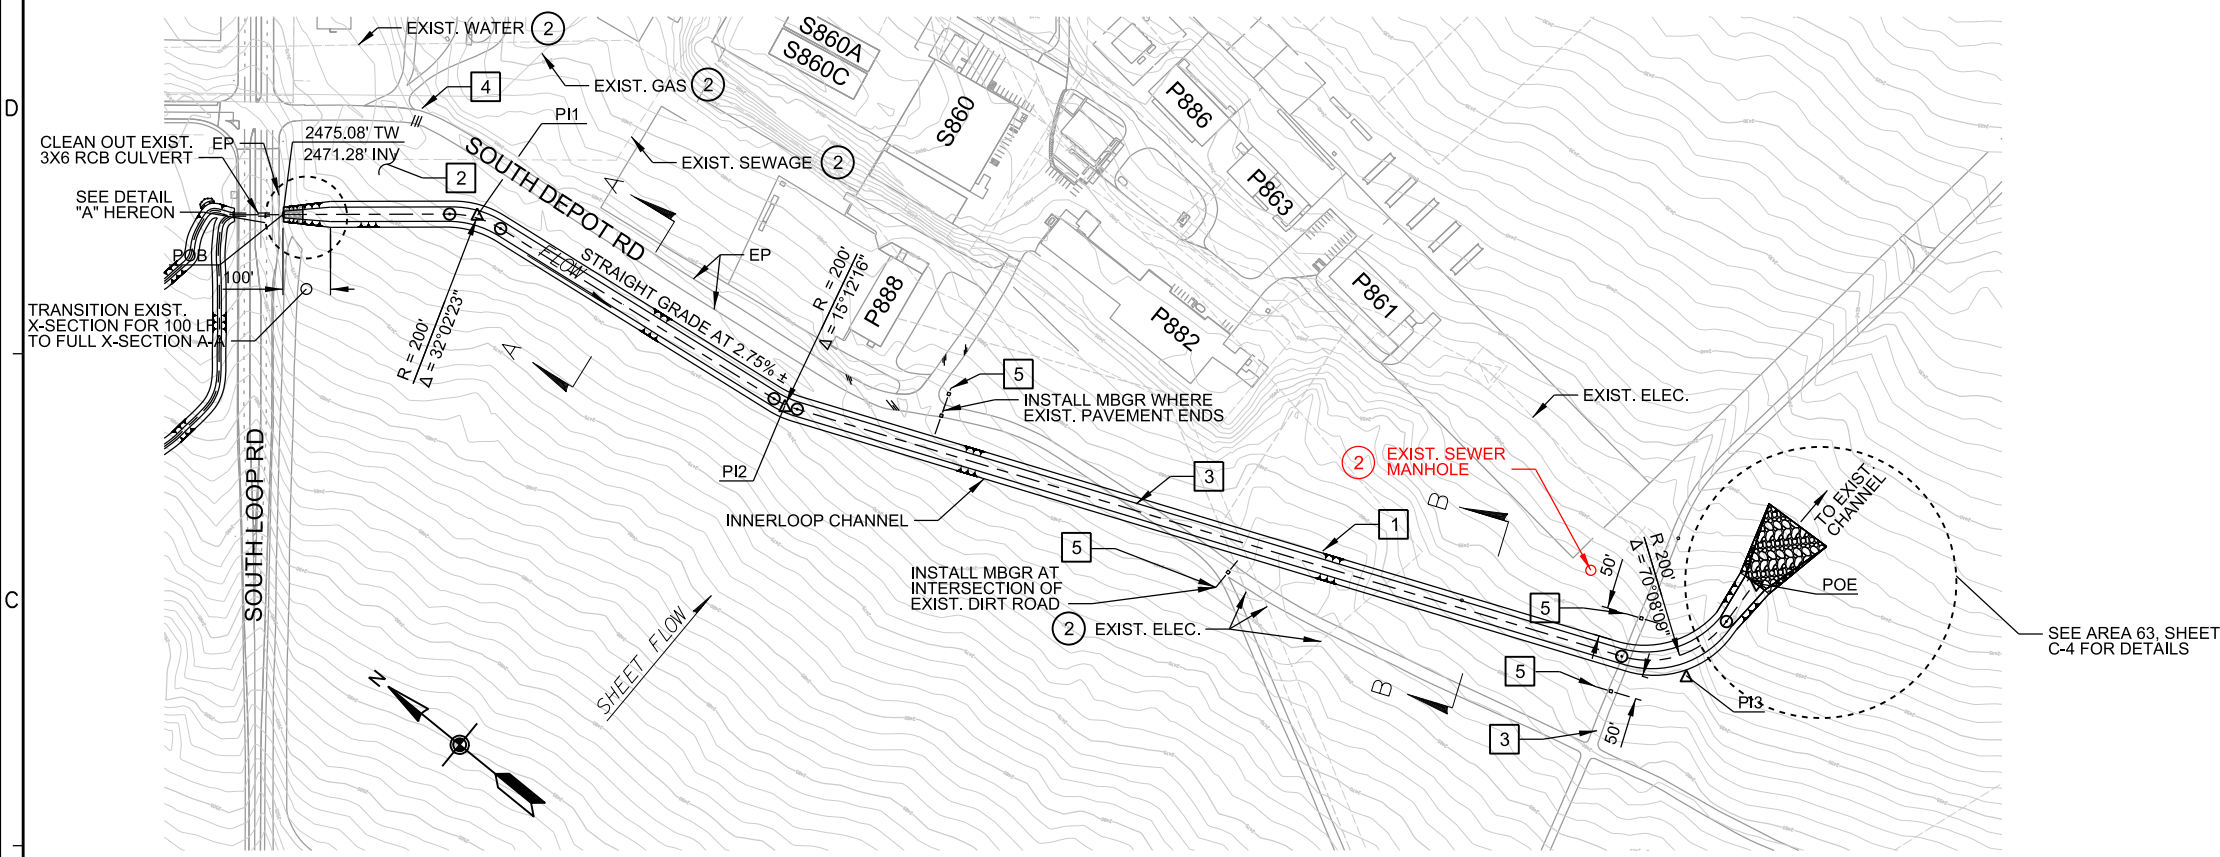 D
C
EXIST. WATER 2
EXIST. GAS 2
4
PI1
S860A
S860C
S860
P886
P863
P861
P882
P888
CLEAN OUT EXIST.
3X6 RCB CULVERT
EP
2475.08' TW
2471.28' INV
2
SEE DETAIL
"A" HEREON
POB
100'
TRANSITION EXIST.
X-SECTION FOR 100 LF
TO FULL X-SECTION A-A
SOUTH DEPOT RD
EXIST. SEWAGE 2
A
EP
FLOW
STRAIGHT GRADE AT 2.75% ±
R = 200'
Δ = 32°02'23"
A
R = 200'
Δ = 15°12'16"
PI2
5
INSTALL MBGR WHERE
EXIST. PAVEMENT ENDS
EXIST. ELEC.
2 EXIST. SEWER
MANHOLE
3
1
B
INNERLOOP CHANNEL
5
INSTALL MBGR AT
INTERSECTION OF
EXIST. DIRT ROAD
2 EXIST. ELEC.
SOUTH LOOP RD
SHEET FLOW
N
B
50'
R 200'
Δ = 70°08'09"
5
5
3
50'
PI3
POE
TO EXIST
CHANNEL
SEE AREA 63, SHEET
C-4 FOR DETAILS